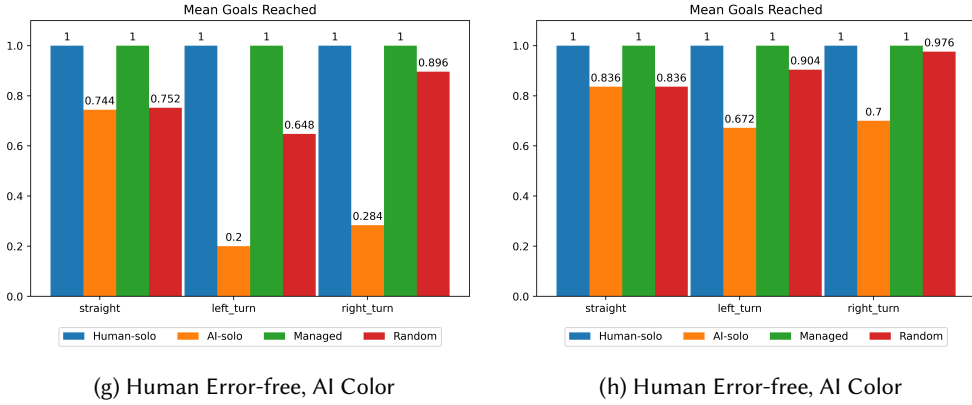 Mean Goals Reached
1 1 1 1 1 1
0.744 0.752 0.2 0.648 0.284 0.896
1.0
0.8
0.6
0.4
0.2
0.0
straight left_turn right_turn
Human-solo AI-solo Managed Random
(g) Human Error-free, AI Color
Mean Goals Reached
1 1 1 1 1 1
0.836 0.836 0.672 0.904 0.7 0.976
1.0
0.8
0.6
0.4
0.2
0.0
straight left_turn right_turn
Human-solo AI-solo Managed Random
(h) Human Error-free, AI Color